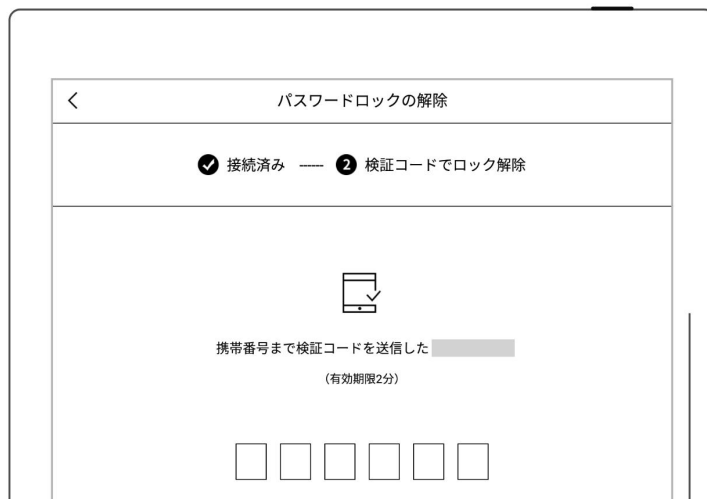 パスワードロックの解除
接続済み ------ 2 検証コードでロック解除
携帯番号まで検証コードを送信した
(有効期限2分)